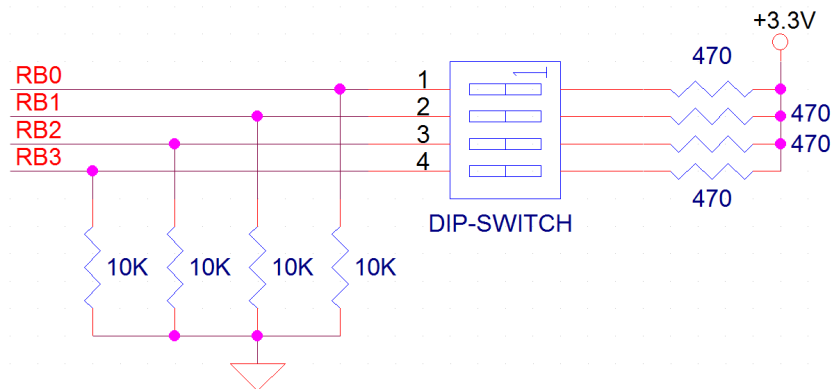 +3.3V
470
RB0
1
RB1
2
470
RB2
3
470
RB3
4
470
DIP-SWITCH
10K
10K
10K
10K